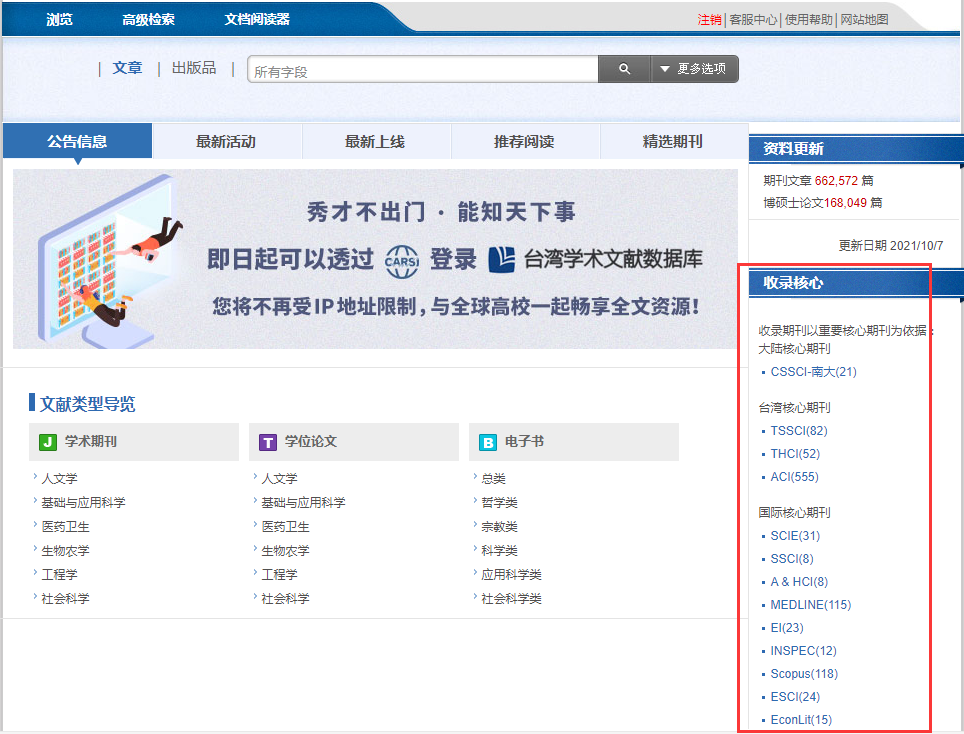 浏览 高级检索 文档阅读器 注销| 客服中心| 使用帮助| 网站地图
| 文章 | 出版品 | 所有字段 更多选项
公告信息 最新活动 最新上线 推荐阅读 精选期刊
秀才不出门 · 能知天下事
即日起可以透过 CARSI 登录 台湾学术文献数据库
您将不再受IP地址限制,与全球高校一起畅享全文资源!
文献类型导览
J 学术期刊
人文学
基础与应用科学
医药卫生
生物农学
工程学
社会科学
T 学位论文
人文学
基础与应用科学
医药卫生
生物农学
工程学
社会科学
B 电子书
总类
哲学类
宗教类
科学类
应用科学类
社会科学类
资料更新
期刊文章 662,572 篇
博硕士论文168,049 篇
更新日期 2021/10/7
收录核心
收录期刊以重要核心期刊为依据:
大陆核心期刊
CSSCI-南大(21)
台湾核心期刊
TSSCI(82)
THCI(52)
ACI(555)
国际核心期刊
SCIE(31)
SSCI(8)
A & HCI(8)
MEDLINE(115)
EI(23)
INSPEC(12)
Scopus(118)
ESCI(24)
EconLit(15)